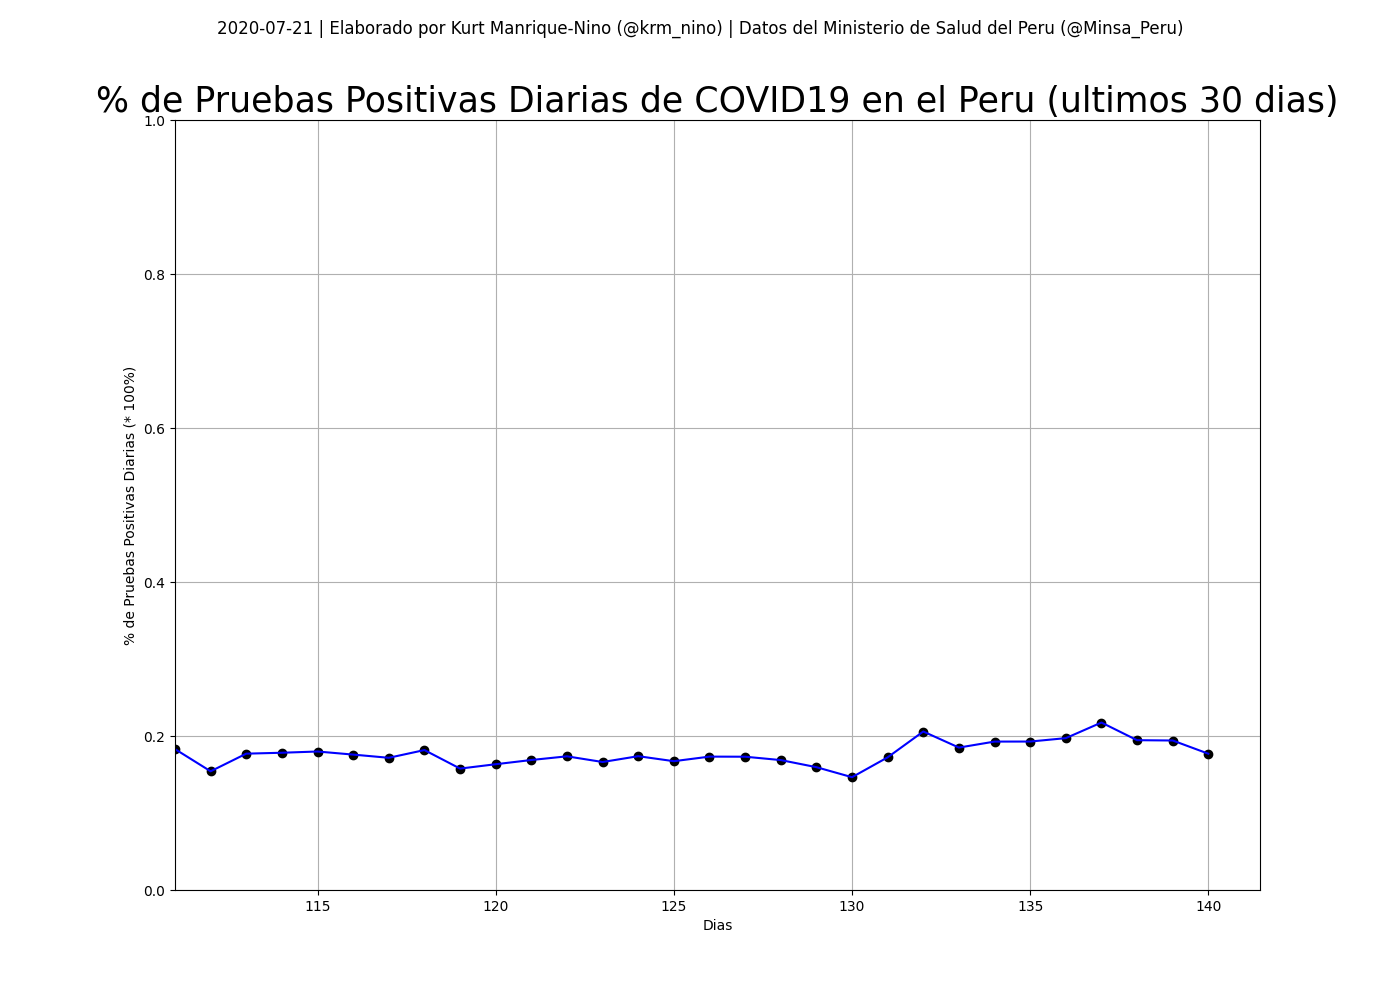 2020-07-21 | Elaborado por Kurt Manrique-Nino (@krm_nino) | Datos del Ministerio de Salud del Peru (@Minsa_Peru)
% de Pruebas Positivas Diarias de COVID19 en el Peru (ultimos 30 dias)
1.0
0.8
0.6
0.4
0.2
0.0
% de Pruebas Positivas Diarias (* 100%)
115 120 125 130 135 140
Dias